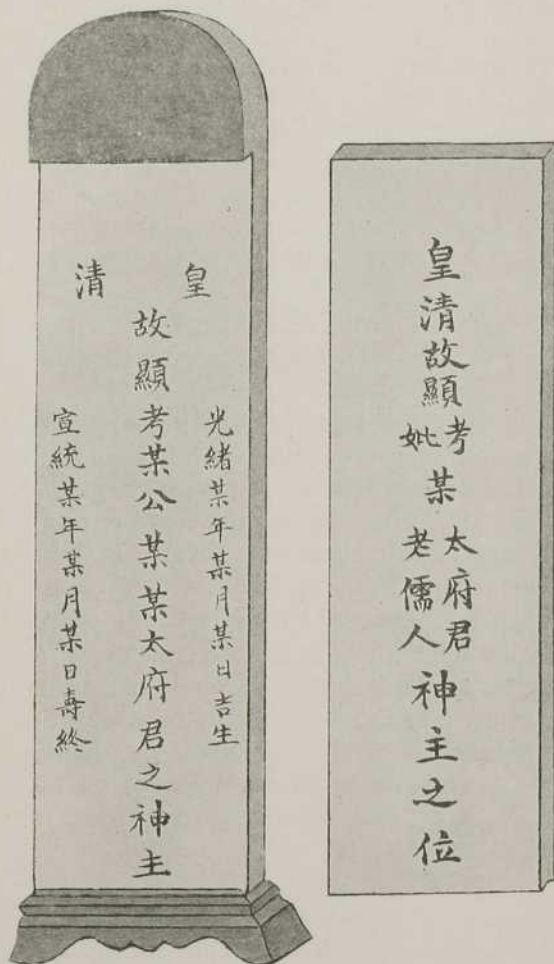 皇清故顯考妣某太府君老儒人神主之位
皇清
光緒某年某月某日吉生
故顯考某公某某太府君之神主
宣統某年某月某日壽終